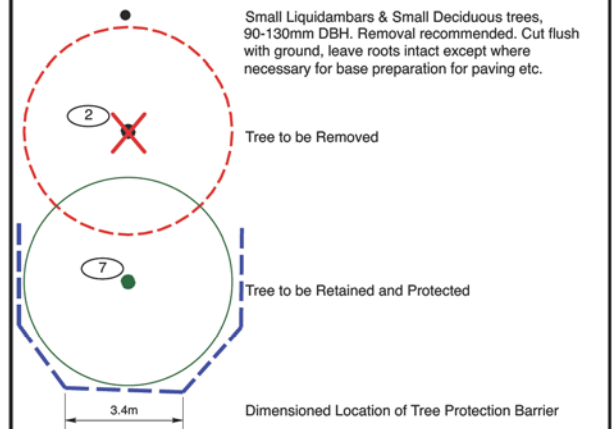 Small Liquidambars & Small Deciduous trees,
90-130mm DBH. Removal recommended. Cut flush
with ground, leave roots intact except where
necessary for base preparation for paving etc.
2
Tree to be Removed
7
Tree to be Retained and Protected
3.4m
Dimensioned Location of Tree Protection Barrier